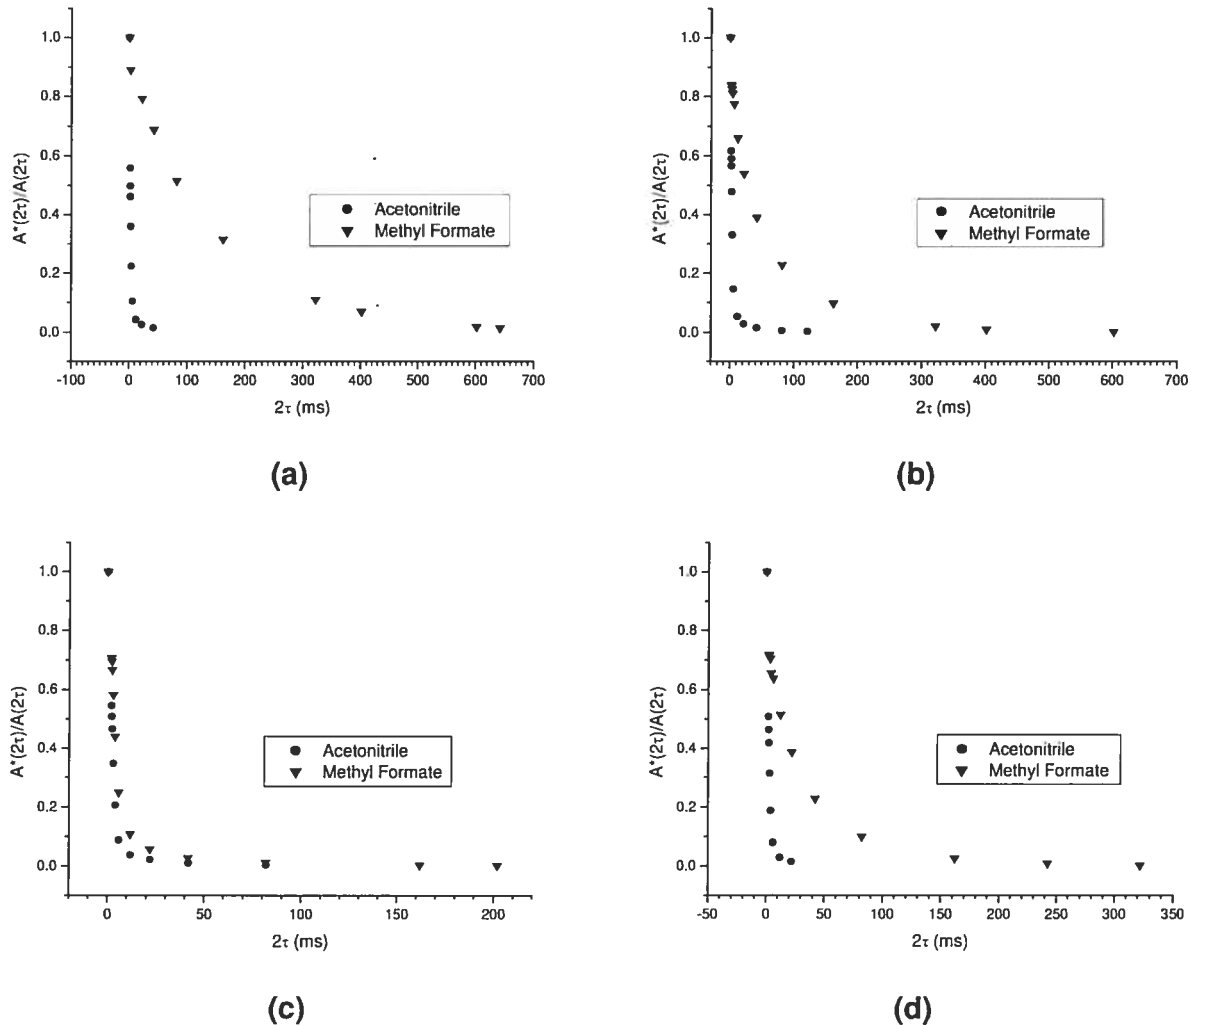 A*(2τ)/A(2τ)
1.0
0.8
0.6
0.4
0.2
0.0
Acetonitrile
Methyl Formate
-100 0 100 200 300 400 500 600 700
2τ (ms)
(a)
A*(2τ)/A(2τ)
1.0
0.8
0.6
0.4
0.2
0.0
Acetonitrile
Methyl Formate
0 100 200 300 400 500 600 700
2τ (ms)
(b)
A*(2τ)/A(2τ)
1.0
0.8
0.6
0.4
0.2
0.0
Acetonitrile
Methyl Formate
0 50 100 150 200
2τ (ms)
(c)
A*(2τ)/A(2τ)
1.0
0.8
0.6
0.4
0.2
0.0
Acetonitrile
Methyl Formate
-50 0 50 100 150 200 250 300 350
2τ (ms)
(d)